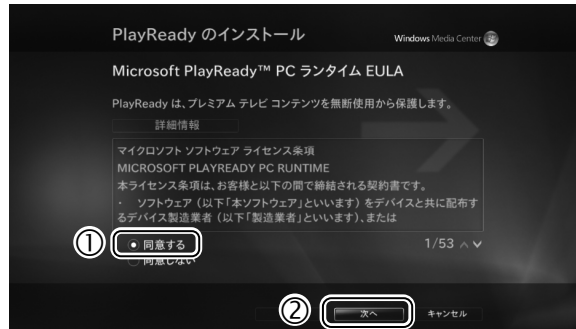 PlayReady のインストール
Windows Media Center
Microsoft PlayReady™ PC ランタイム EULA
PlayReady は、プレミアム テレビ コンテンツを無断使用から保護します。
詳細情報
マイクロソフト ソフトウェア ライセンス条項
MICROSOFT PLAYREADY PC RUNTIME
本ライセンス条項は、お客様と以下の間で締結される契約書です。
・ ソフトウェア (以下「本ソフトウェア」といいます) をデバイスと共に配布す
るデバイス製造業者 (以下「製造業者」といいます)、または
① 同意する 1/53
同意しない
② 次へ キャンセル